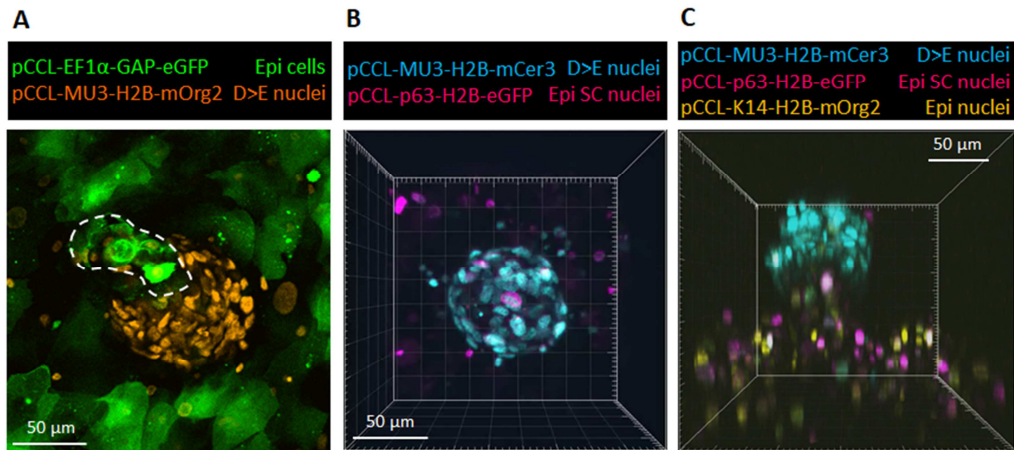 A
B
C
pCCL-EF1α-GAP-eGFP Epi cells
pCCL-MU3-H2B-mOrg2 D>E nuclei
pCCL-MU3-H2B-mCer3 D>E nuclei
pCCL-p63-H2B-eGFP Epi SC nuclei
pCCL-MU3-H2B-mCer3 D>E nuclei
pCCL-p63-H2B-eGFP Epi SC nuclei
pCCL-K14-H2B-mOrg2 Epi nuclei
50 µm
50 µm
50 µm